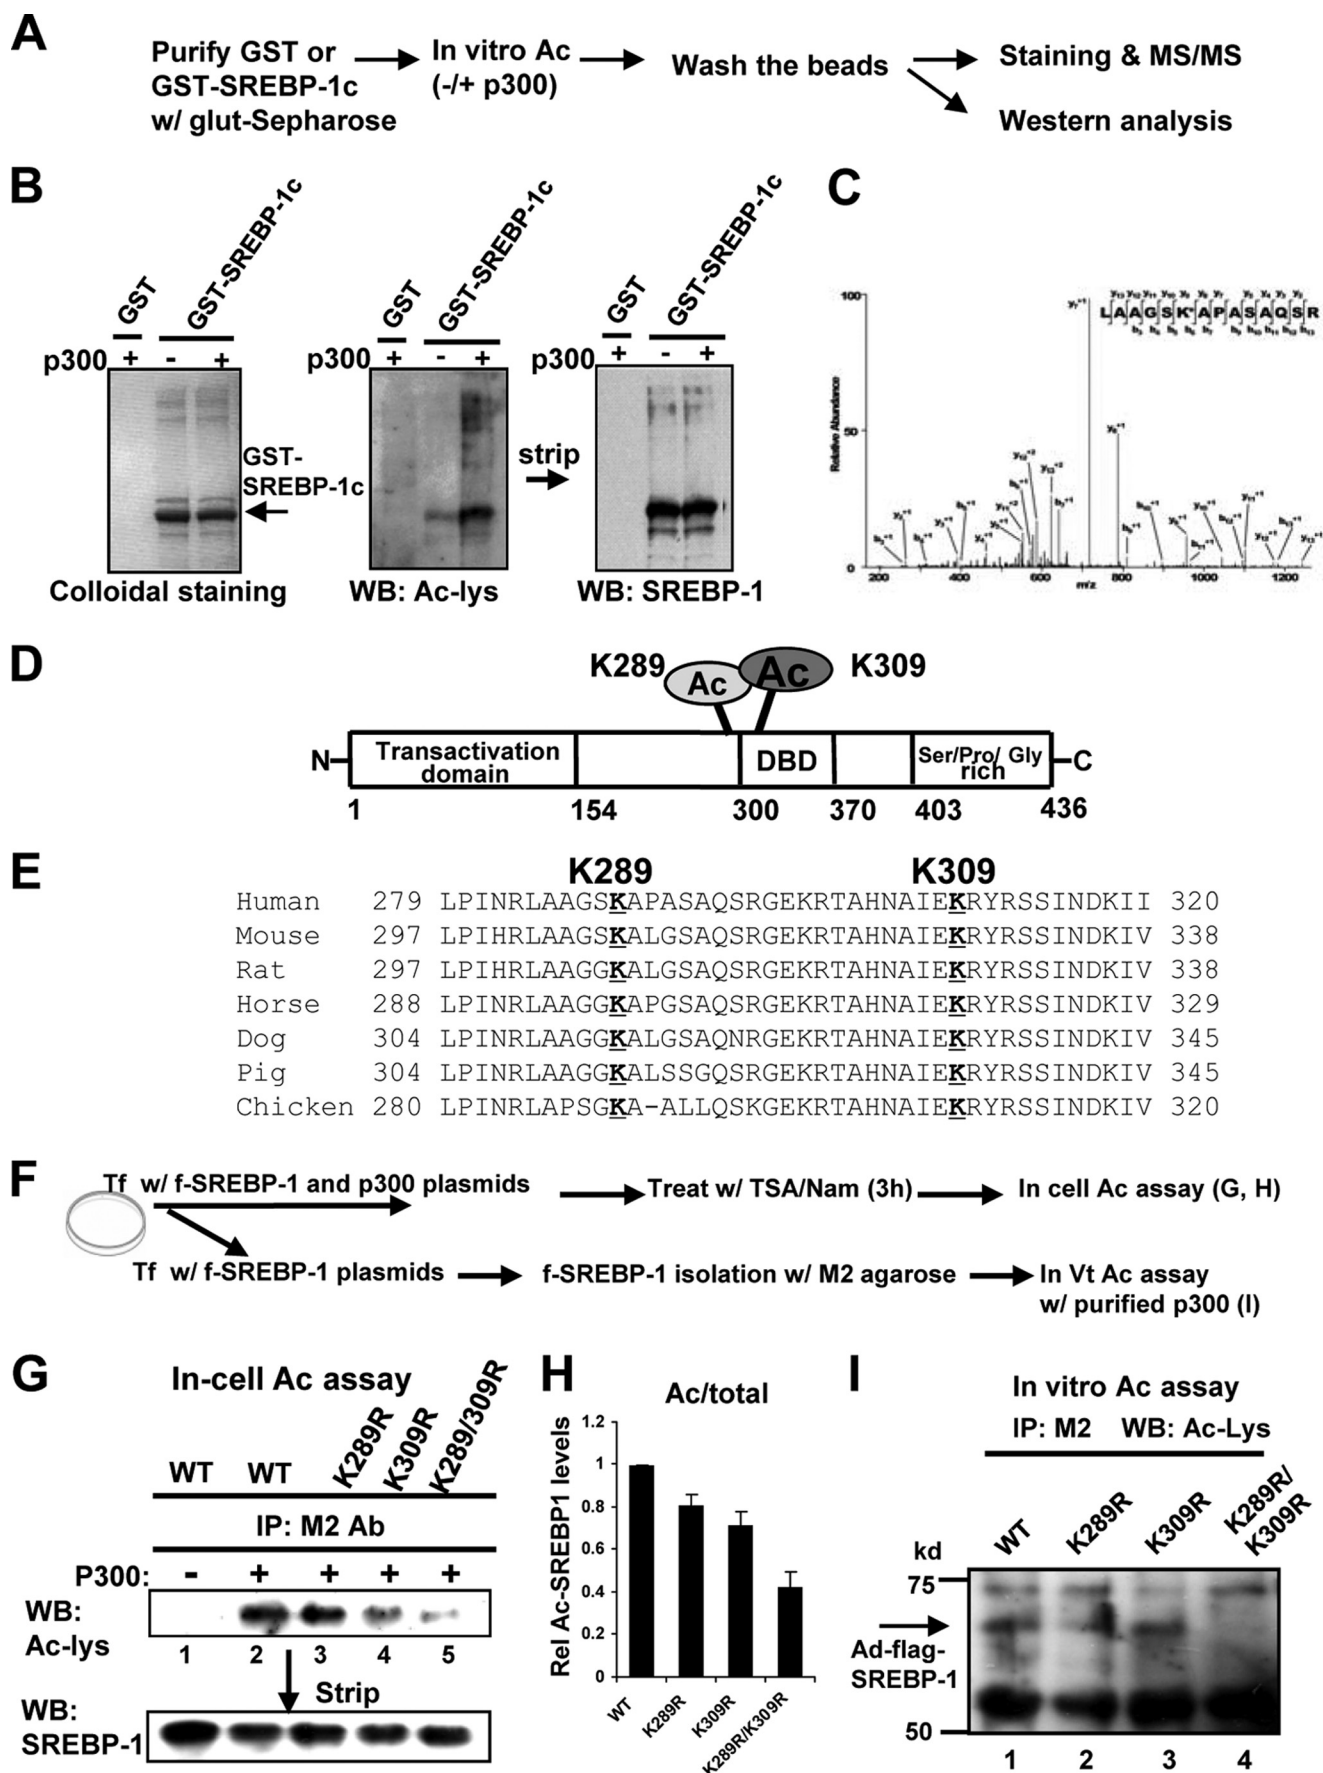 A
Purify GST or
GST-SREBP-1c
w/ glut-Sepharose
In vitro Ac
(-/+ p300)
Wash the beads
Staining & MS/MS
Western analysis
B
GST
GST-SREBP-1c
p300 + - +
GST-
SREBP-1c
Colloidal staining
GST
GST-SREBP-1c
p300 + - +
WB: Ac-lys
strip
GST
GST-SREBP-1c
p300 + - +
WB: SREBP-1
C
L A A G S K* A P A S A Q S R
Relative Abundance
100
50
0
200 400 600 800 1000 1200
m/z
D
K289
Ac
Ac
K309
N
Transactivation
domain
DBD
Ser/Pro/ Gly
rich
C
1 154 300 370 403 436
E
K289 K309
Human 279 LPINRLAAGSKAPASAQSRGEKRTAHNAIEKRYRSSINDKII 320
Mouse 297 LPIHRLAAGSKALGSAQSRGEKRTAHNAIEKRYRSSINDKIV 338
Rat 297 LPIHRLAAGGKALGSAQSRGEKRTAHNAIEKRYRSSINDKIV 338
Horse 288 LPINRLAAGGKAPGSAQSRGEKRTAHNAIEKRYRSSINDKIV 329
Dog 304 LPINRLAAGGKALGSAQNRGEKRTAHNAIEKRYRSSINDKIV 345
Pig 304 LPINRLAAGGKALSSGQSRGEKRTAHNAIEKRYRSSINDKIV 345
Chicken 280 LPINRLAPSGKA-ALLQSKGEKRTAHNAIEKRYRSSINDKIV 320
F
Tf w/ f-SREBP-1 and p300 plasmids
Treat w/ TSA/Nam (3h)
In cell Ac assay (G, H)
Tf w/ f-SREBP-1 plasmids
f-SREBP-1 isolation w/ M2 agarose
In Vt Ac assay
w/ purified p300 (I)
G
In-cell Ac assay
WT WT K289R K309R K289/309R
IP: M2 Ab
P300: - + + + +
WB:
Ac-lys
1 2 3 4 5
Strip
WB:
SREBP-1
H
Ac/total
Rel Ac-SREBP1 levels
1.2
1
0.8
0.6
0.4
0.2
0
WT K289R K309R K289R/K309R
I
In vitro Ac assay
IP: M2 WB: Ac-Lys
WT K289R K309R K289R/
K309R
kd
75
Ad-flag-
SREBP-1
50
1 2 3 4